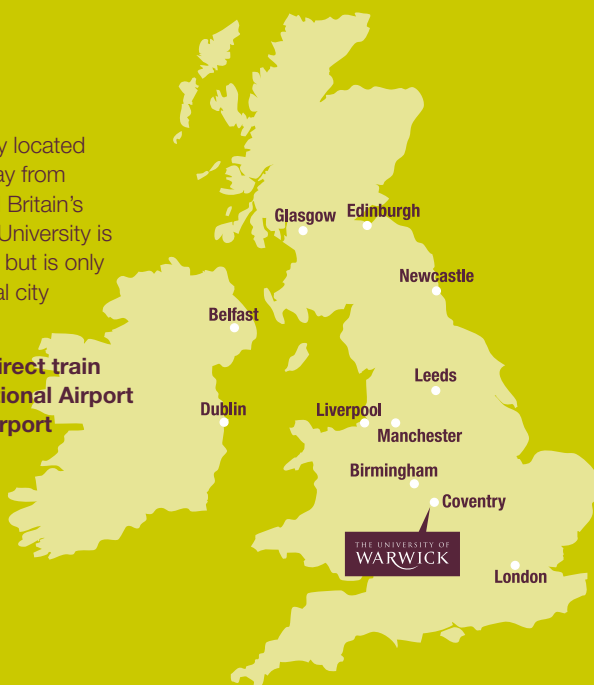 y located
ay from
Britain's
University is
but is only
al city
irect train
tional Airport
rport
Glasgow
Edinburgh
Newcastle
Belfast
Leeds
Dublin
Liverpool
Manchester
Birmingham
Coventry
THE UNIVERSITY OF
WARWICK
London